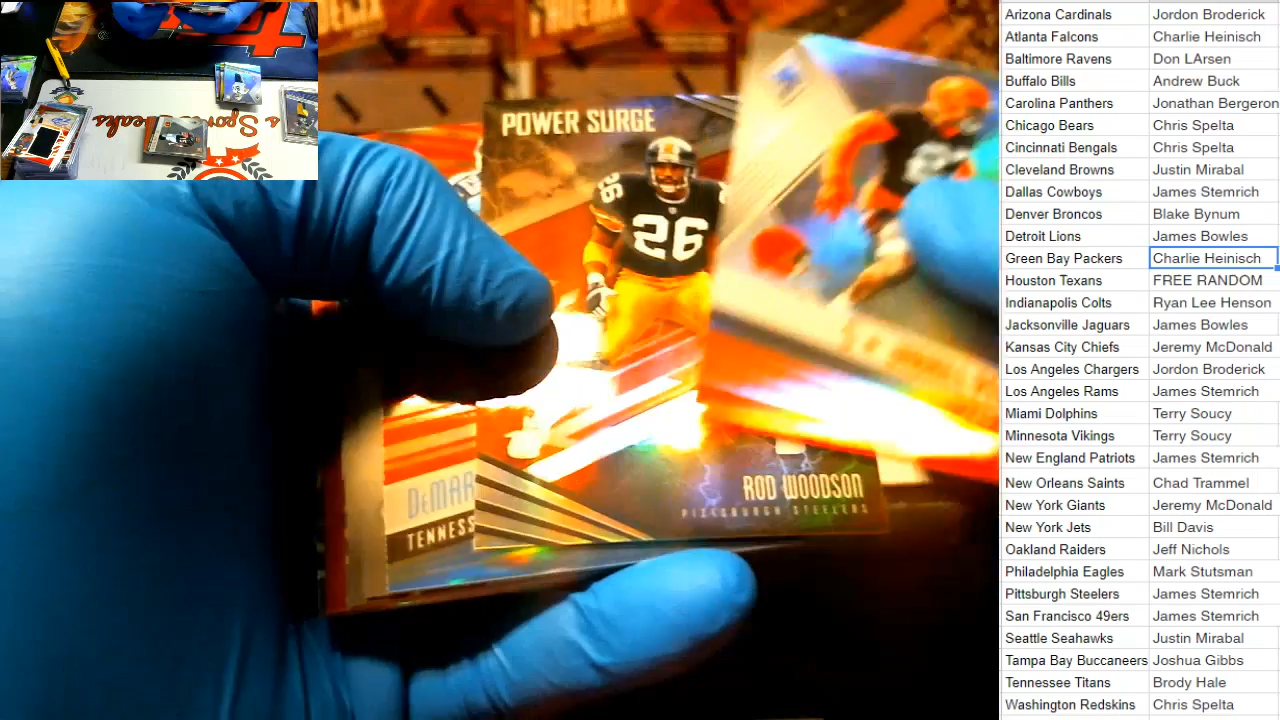 POWER SURGE
26
26
ROD WOODSON
PITTSBURGH STEELERS
DeMAR
TENNESS
Arizona Cardinals Jordon Broderick
Atlanta Falcons Charlie Heinisch
Baltimore Ravens Don LArsen
Buffalo Bills Andrew Buck
Carolina Panthers Jonathan Bergeron
Chicago Bears Chris Spelta
Cincinnati Bengals Chris Spelta
Cleveland Browns Justin Mirabal
Dallas Cowboys James Stemrich
Denver Broncos Blake Bynum
Detroit Lions James Bowles
Green Bay Packers Charlie Heinisch
Houston Texans FREE RANDOM
Indianapolis Colts Ryan Lee Henson
Jacksonville Jaguars James Bowles
Kansas City Chiefs Jeremy McDonald
Los Angeles Chargers Jordon Broderick
Los Angeles Rams James Stemrich
Miami Dolphins Terry Soucy
Minnesota Vikings Terry Soucy
New England Patriots James Stemrich
New Orleans Saints Chad Trammel
New York Giants Jeremy McDonald
New York Jets Bill Davis
Oakland Raiders Jeff Nichols
Philadelphia Eagles Mark Stutsman
Pittsburgh Steelers James Stemrich
San Francisco 49ers James Stemrich
Seattle Seahawks Justin Mirabal
Tampa Bay Buccaneers Joshua Gibbs
Tennessee Titans Brody Hale
Washington Redskins Chris Spelta